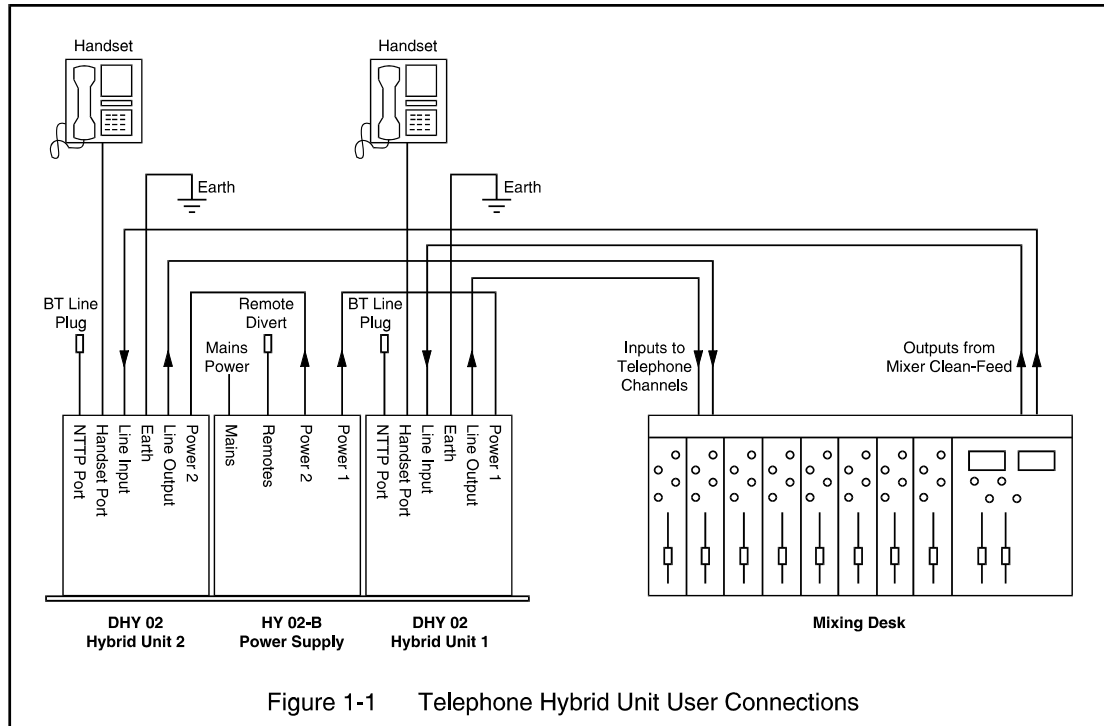 Handset
Handset
Earth
Earth
BT Line
Plug
Remote
Divert
BT Line
Plug
Mains
Power
Inputs to
Telephone
Channels
Outputs from
Mixer Clean-Feed
NTTP Port
Handset Port
Line Input
Earth
Line Output
Power 2
Mains
Remotes
Power 2
Power 1
NTTP Port
Handset Port
Line Input
Earth
Line Output
Power 1
DHY 02
Hybrid Unit 2
HY 02-B
Power Supply
DHY 02
Hybrid Unit 1
Mixing Desk
Figure 1-1 Telephone Hybrid Unit User Connections